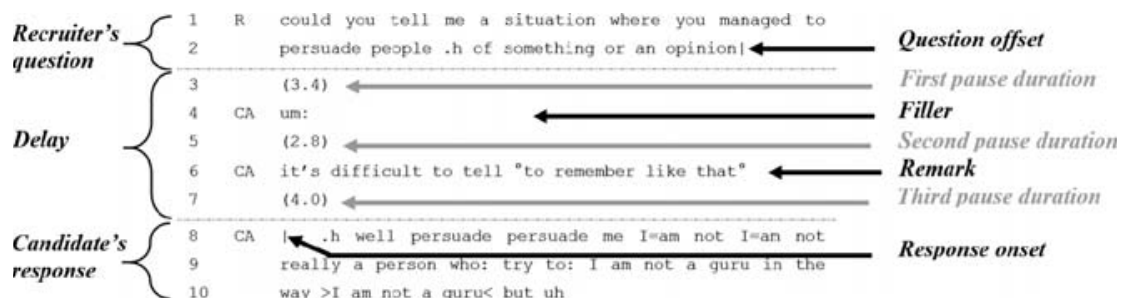 Recruiter's question
1 R could you tell me a situation where you managed to
2 persuade people .h of something or an opinion|
Question offset
Delay
3 (3.4)
First pause duration
4 CA um:
Filler
5 (2.8)
Second pause duration
6 CA it's difficult to tell °to remember like that°
Remark
7 (4.0)
Third pause duration
Candidate's response
8 CA | .h well persuade persuade me I=am not I=an not
Response onset
9 really a person who: try to: I am not a guru in the
10 way >I am not a guru< but uh